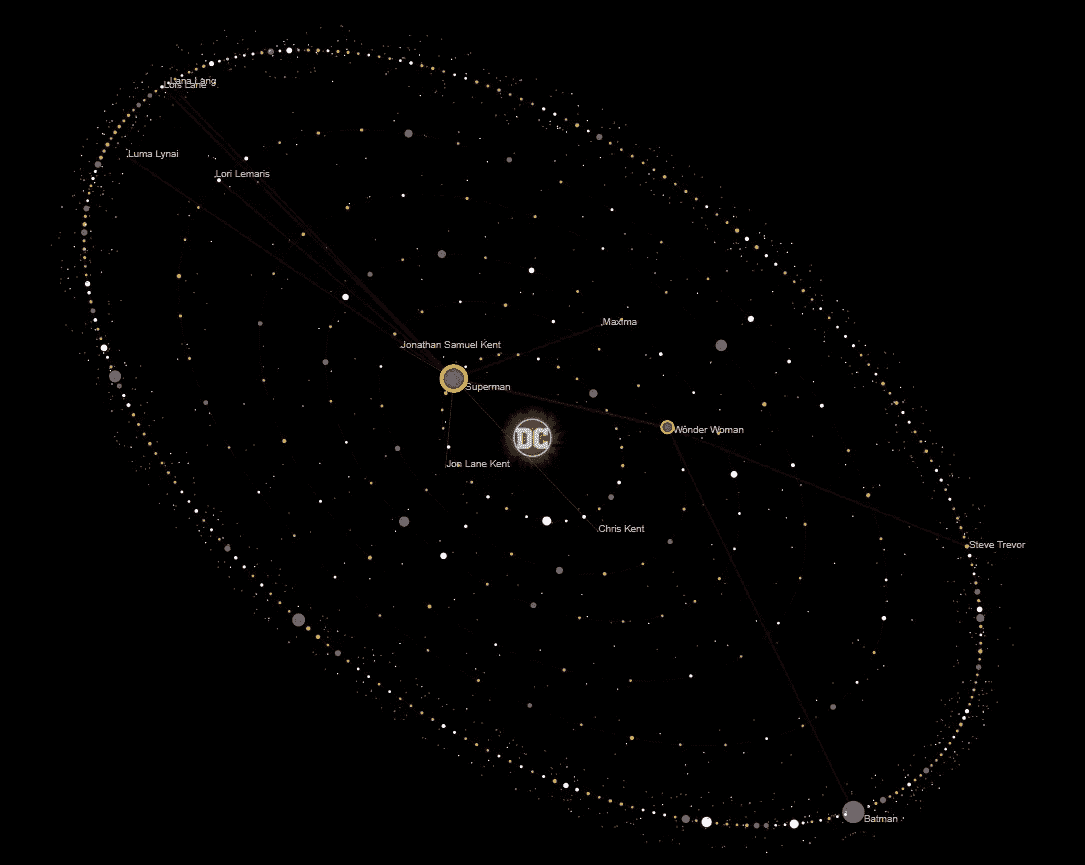 Lana Lang
Lois Lane
Luma Lynai
Lori Lemaris
Maxima
Jonathan Samuel Kent
Superman
Wonder Woman
DC
Jon Lane Kent
Chris Kent
Steve Trevor
Batman